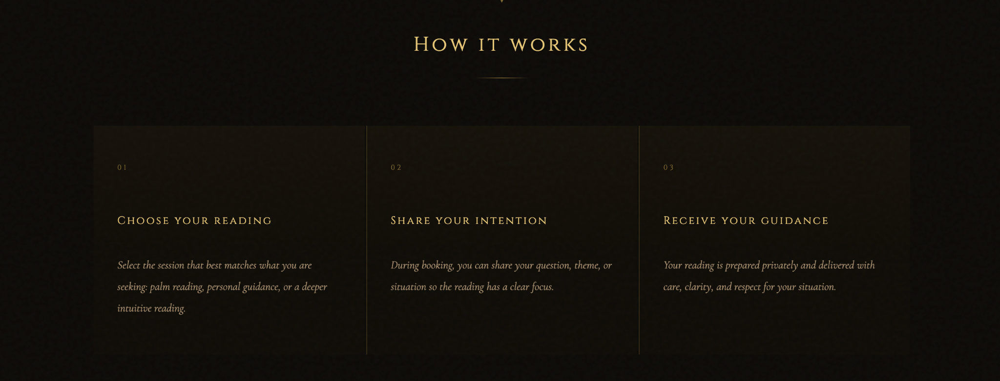 How it works
01
Choose your reading
Select the session that best matches what you are
seeking: palm reading, personal guidance, or a deeper
intuitive reading.
02
Share your intention
During booking, you can share your question, theme, or
situation so the reading has a clear focus.
03
Receive your guidance
Your reading is prepared privately and delivered with
care, clarity, and respect for your situation.